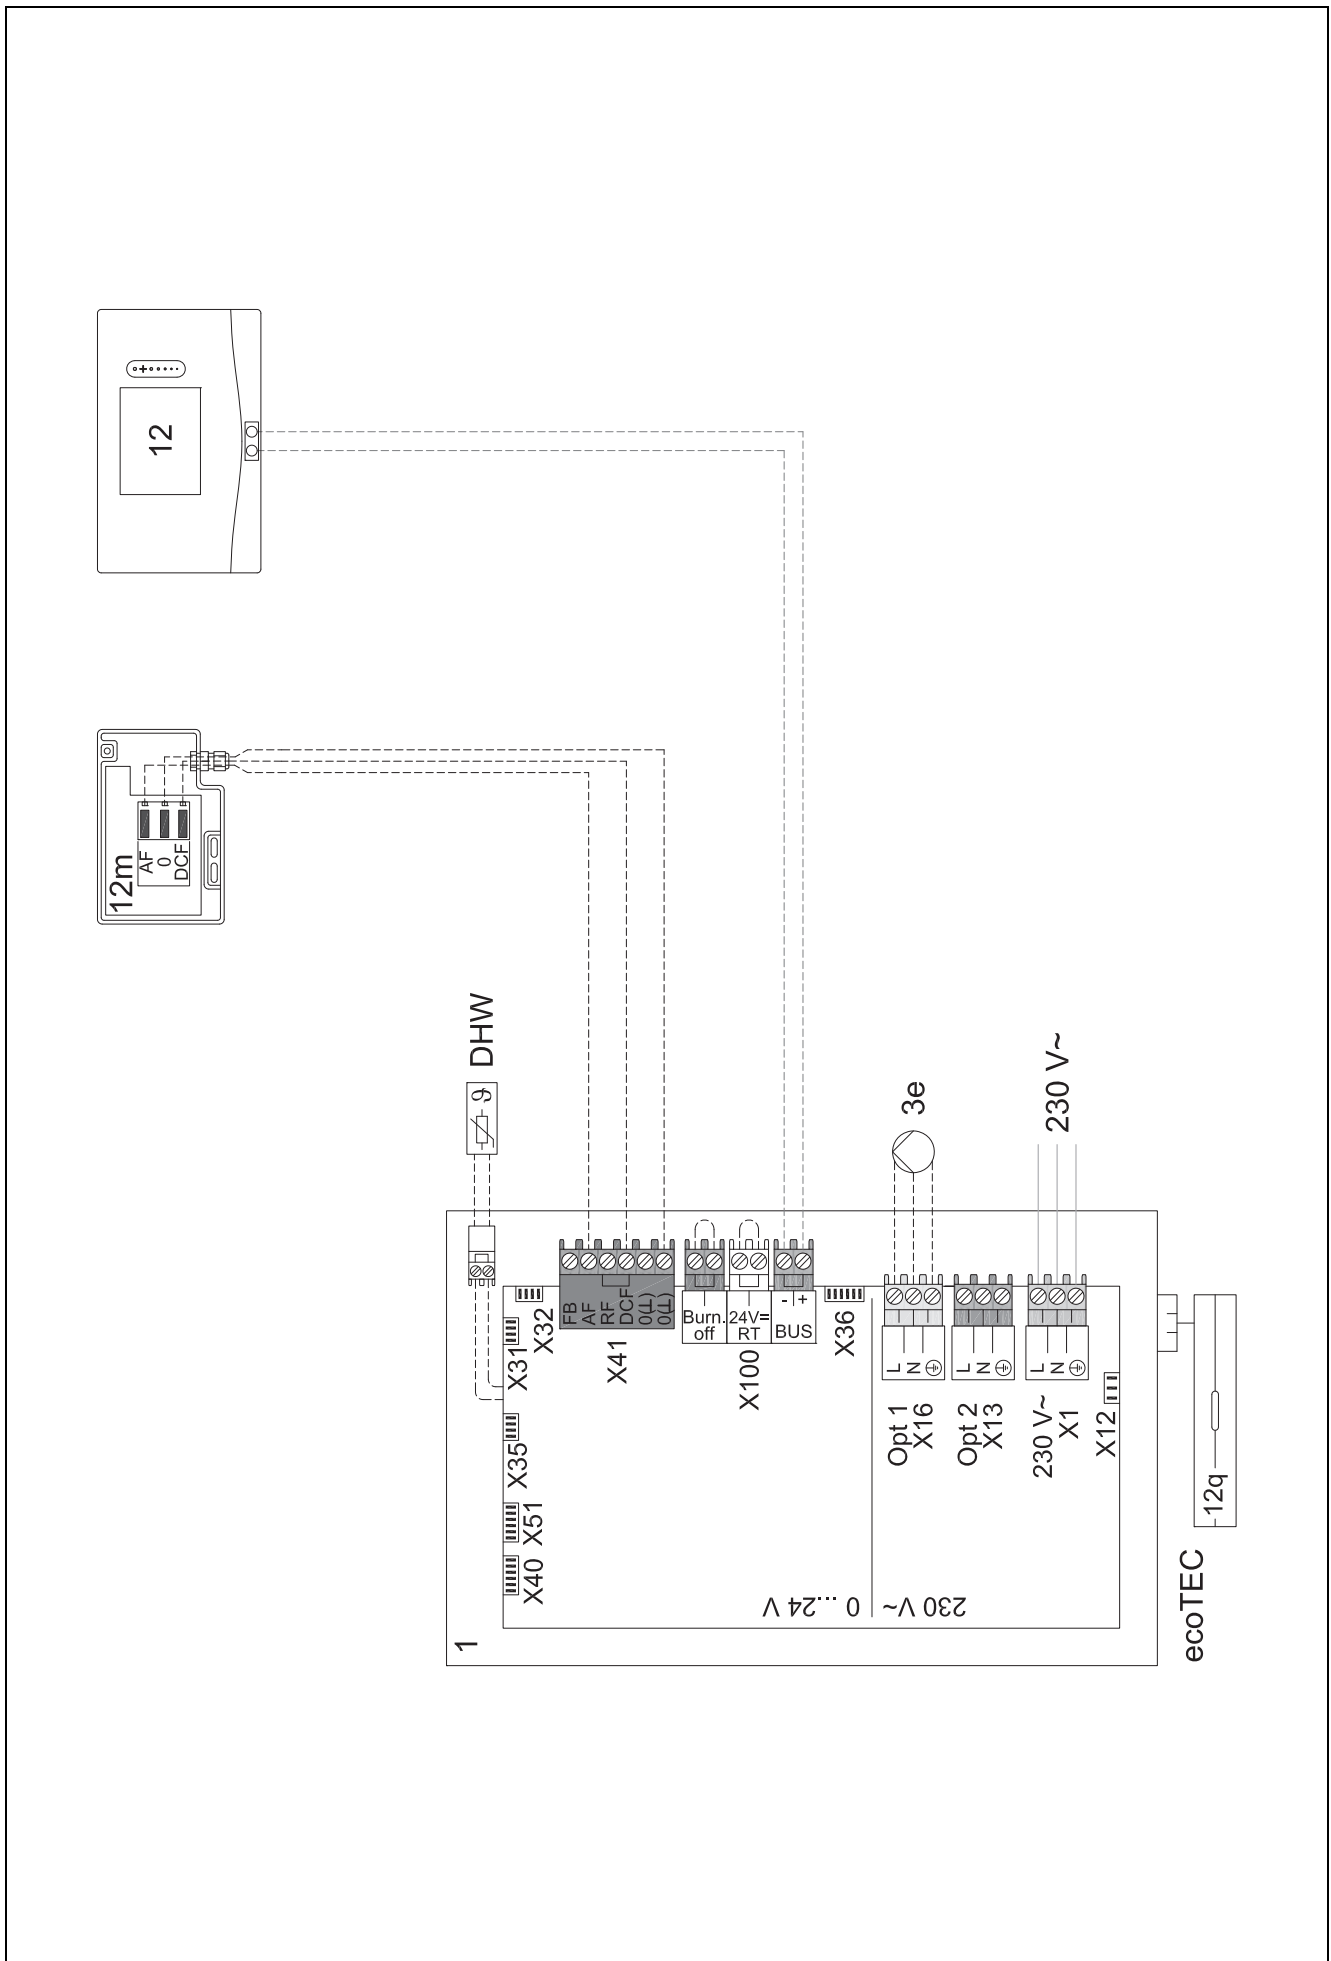 12
12m
AF
0
DCF
DHW
1
X40
X51
X35
X31
X32
FB
AF
RF
DCF
0(⊥)
0(⊥)
X41
Burn.
off
24V=
RT
X100
- +
BUS
X36
0 ...24 V
230 V~
L
N
Opt 1
X16
3e
L
N
Opt 2
X13
L
N
230 V~
X1
230 V~
X12
ecoTEC
12q